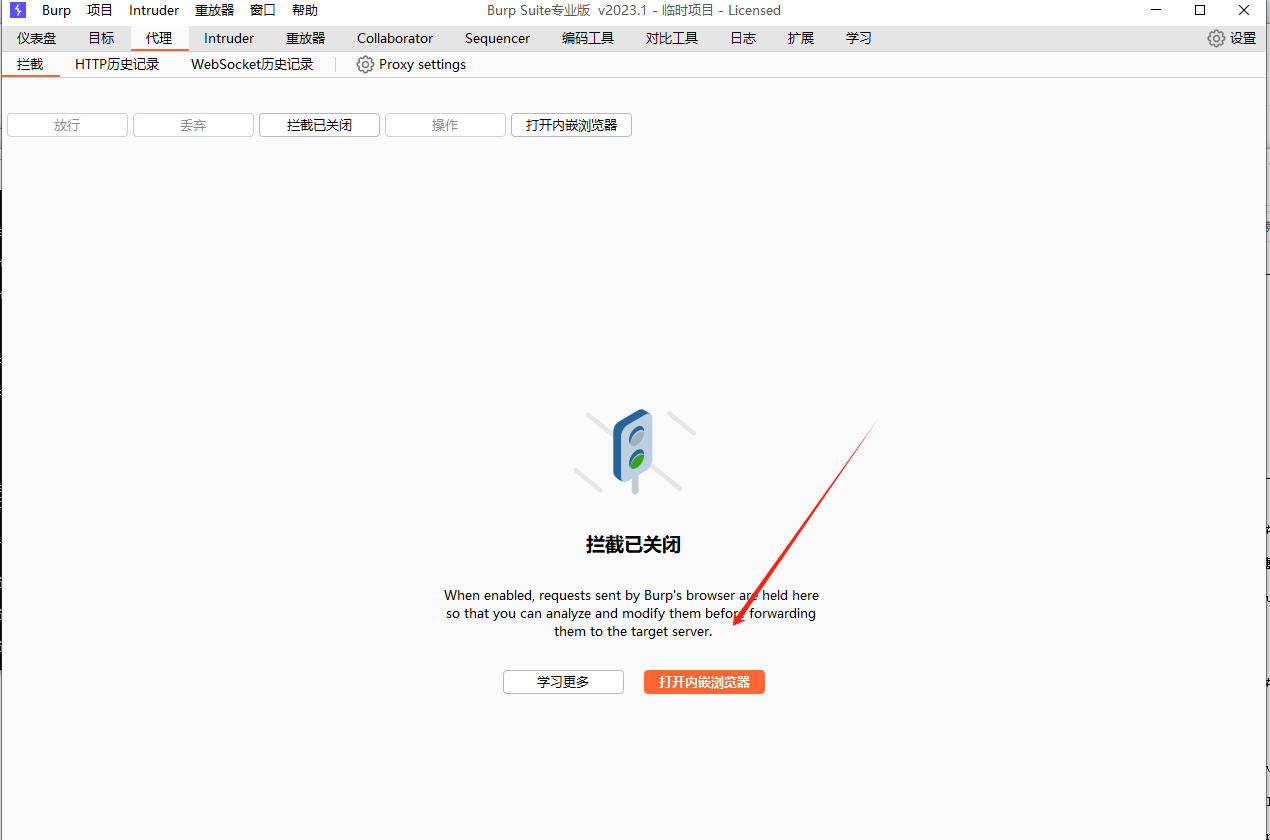 Burp 项目 Intruder 重放器 窗口 帮助 Burp Suite专业版 v2023.1 - 临时项目 - Licensed
仪表盘 目标 代理 Intruder 重放器 Collaborator Sequencer 编码工具 对比工具 日志 扩展 学习 设置
拦截 HTTP历史记录 WebSocket历史记录 Proxy settings
放行 丢弃 拦截已关闭 操作 打开内嵌浏览器
拦截已关闭
When enabled, requests sent by Burp's browser are held here
so that you can analyze and modify them before forwarding
them to the target server.
学习更多 打开内嵌浏览器